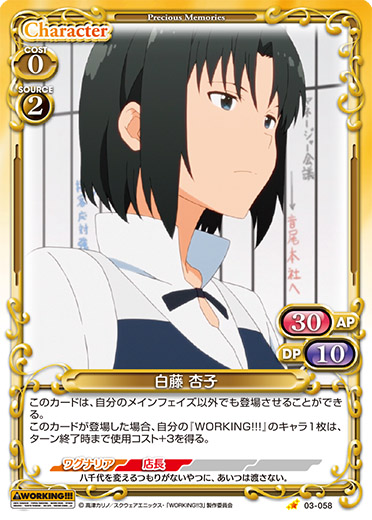 Precious Memories
Character
COST
0
SOURCE
2
マネージャー会議
音尾本社へ
30 AP
DP 10
白藤 杏子
このカードは、自分のメインフェイズ以外でも登場させることができ
る。
このカードが登場した場合、自分の『WORKING!!!』のキャラ1枚は、
ターン終了時まで使用コスト+3を得る。
ワグナリア 店長
八千代を変えるつもりがないやつに、あいつは渡さない。
WORKING!!!
03-058
© 高津カリノ/スクウェアエニックス・「WORKING!!3」製作委員会